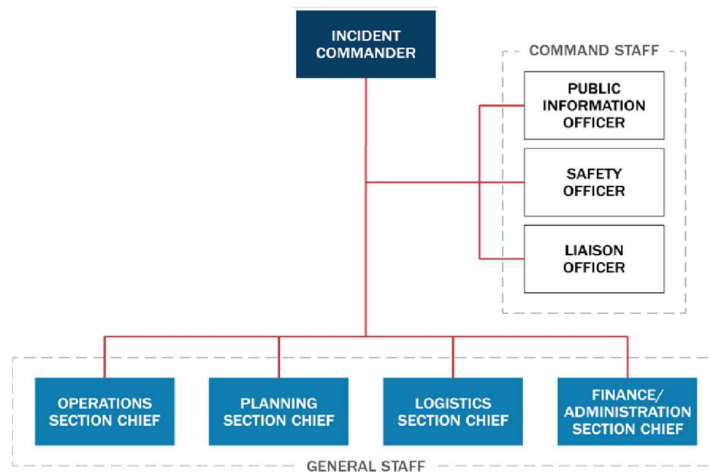 INCIDENT
COMMANDER
COMMAND STAFF
PUBLIC
INFORMATION
OFFICER
SAFETY
OFFICER
LIAISON
OFFICER
OPERATIONS
SECTION CHIEF
PLANNING
SECTION CHIEF
LOGISTICS
SECTION CHIEF
FINANCE/
ADMINISTRATION
SECTION CHIEF
GENERAL STAFF